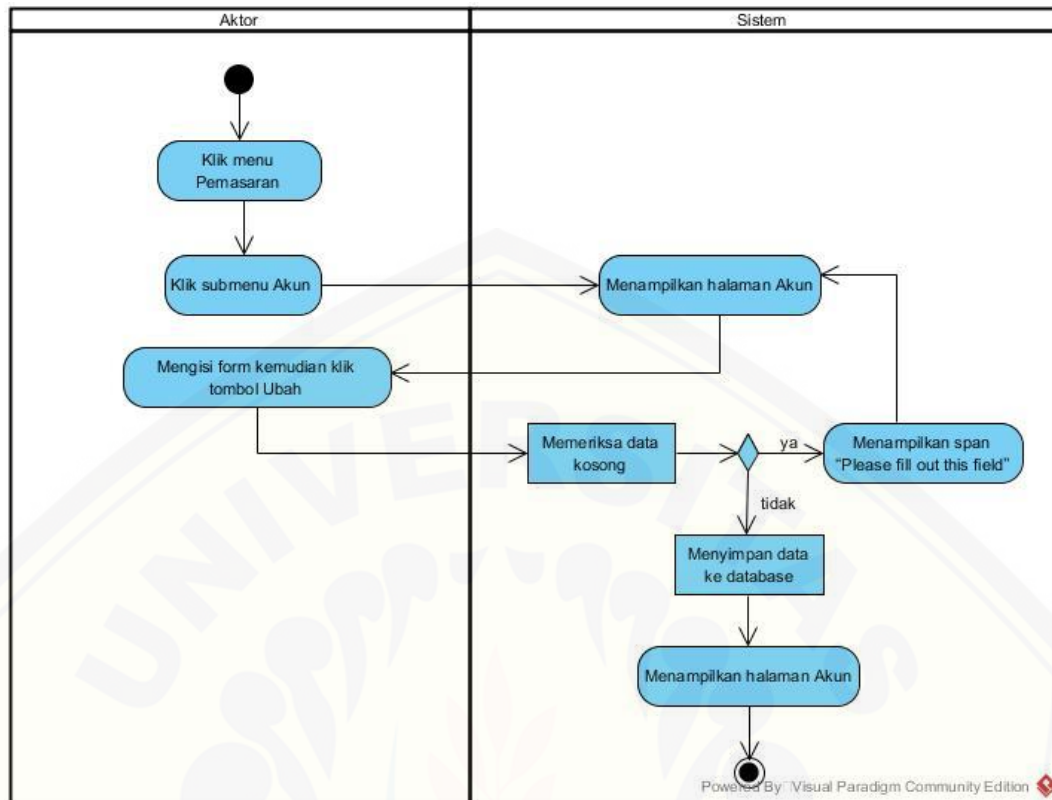 Aktor
Sistem
Klik menu
Pemasaran
Klik submenu Akun
Menampilkan halaman Akun
Mengisi form kemudian klik
tombol Ubah
Memeriksa data
kosong
ya
Menampilkan span
“Please fill out this field”
tidak
Menyimpan data
ke database
Menampilkan halaman Akun
Powered By Visual Paradigm Community Edition
UNIVERSITAS